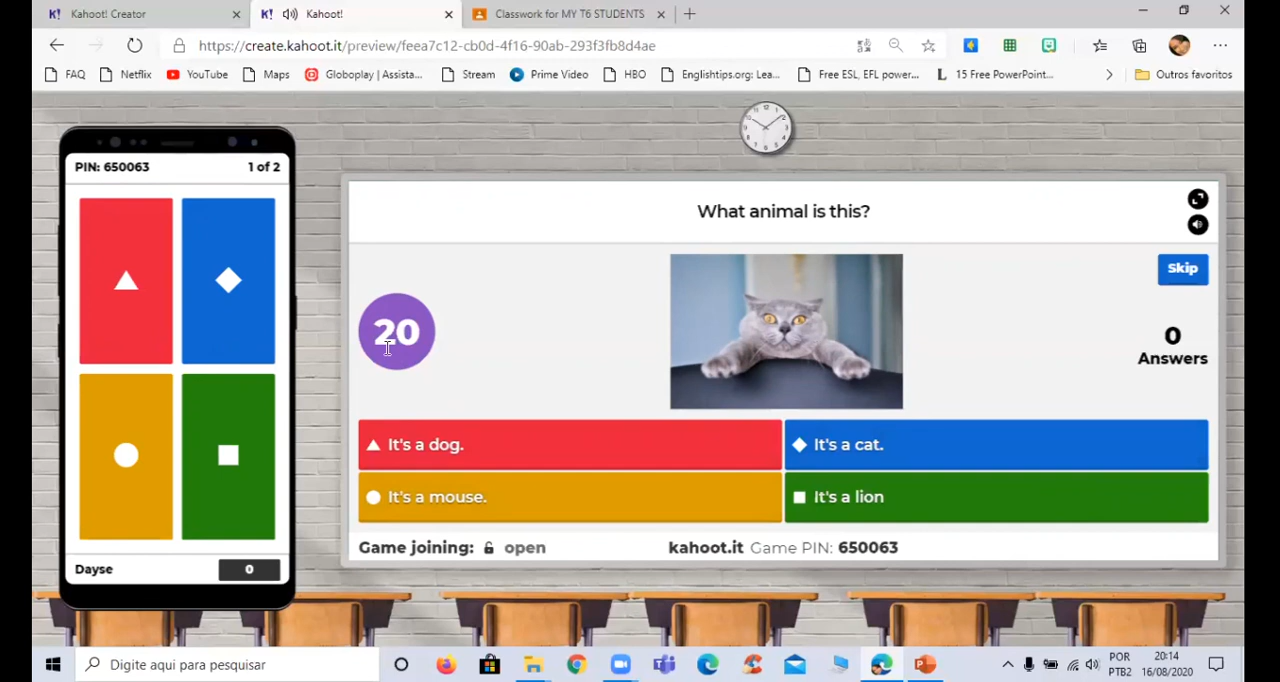 Kahoot! Creator
Kahoot!
Classwork for MY T6 STUDENTS
https://create.kahoot.it/preview/feea7c12-cb0d-4f16-90ab-293f3fb8d4ae
FAQ
Netflix
YouTube
Maps
Globoplay | Assista...
Stream
Prime Video
HBO
Englishtips.org: Lea...
Free ESL, EFL power...
15 Free PowerPoint...
Outros favoritos
PIN: 650063
1 of 2
What animal is this?
Skip
20
0
Answers
It's a dog.
It's a cat.
It's a mouse.
It's a lion
Game joining: open
kahoot.it Game PIN: 650063
Dayse
0
Digite aqui para pesquisar
POR
PTB2
20:14
16/08/2020